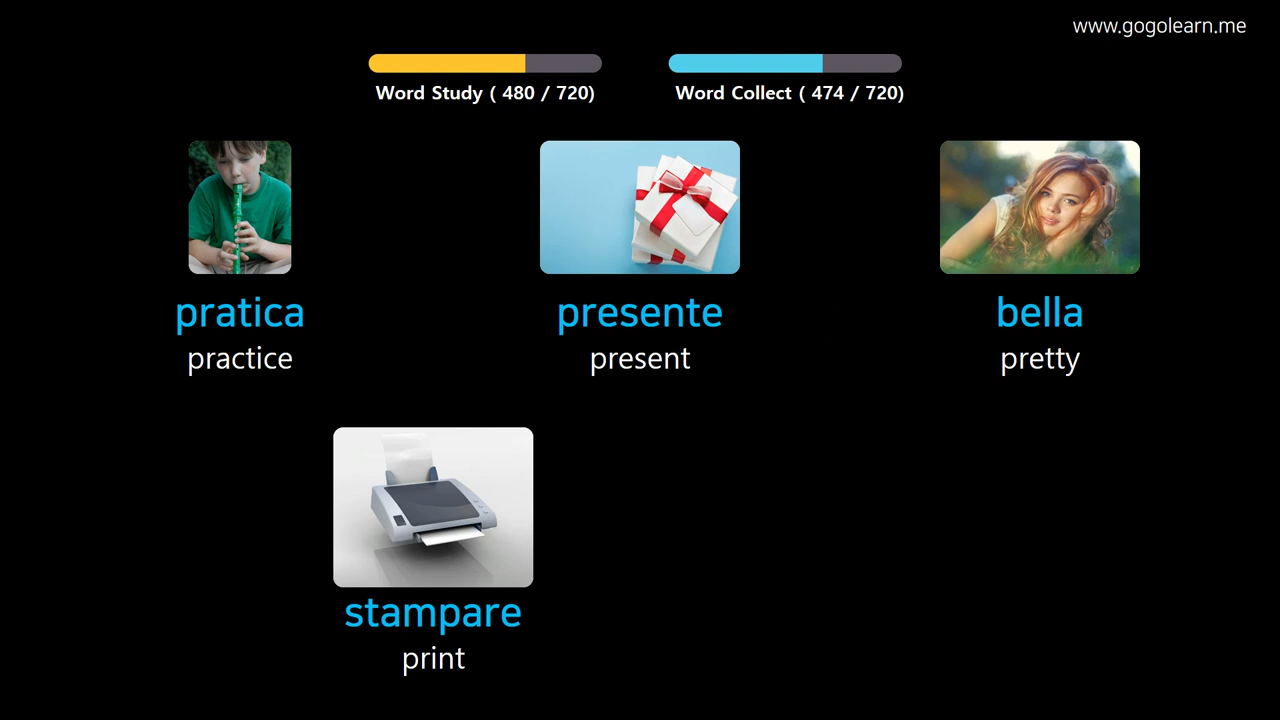 www.gogolearn.me
Word Study ( 480 / 720)
Word Collect ( 474 / 720)
pratica
practice
presente
present
bella
pretty
stampare
print